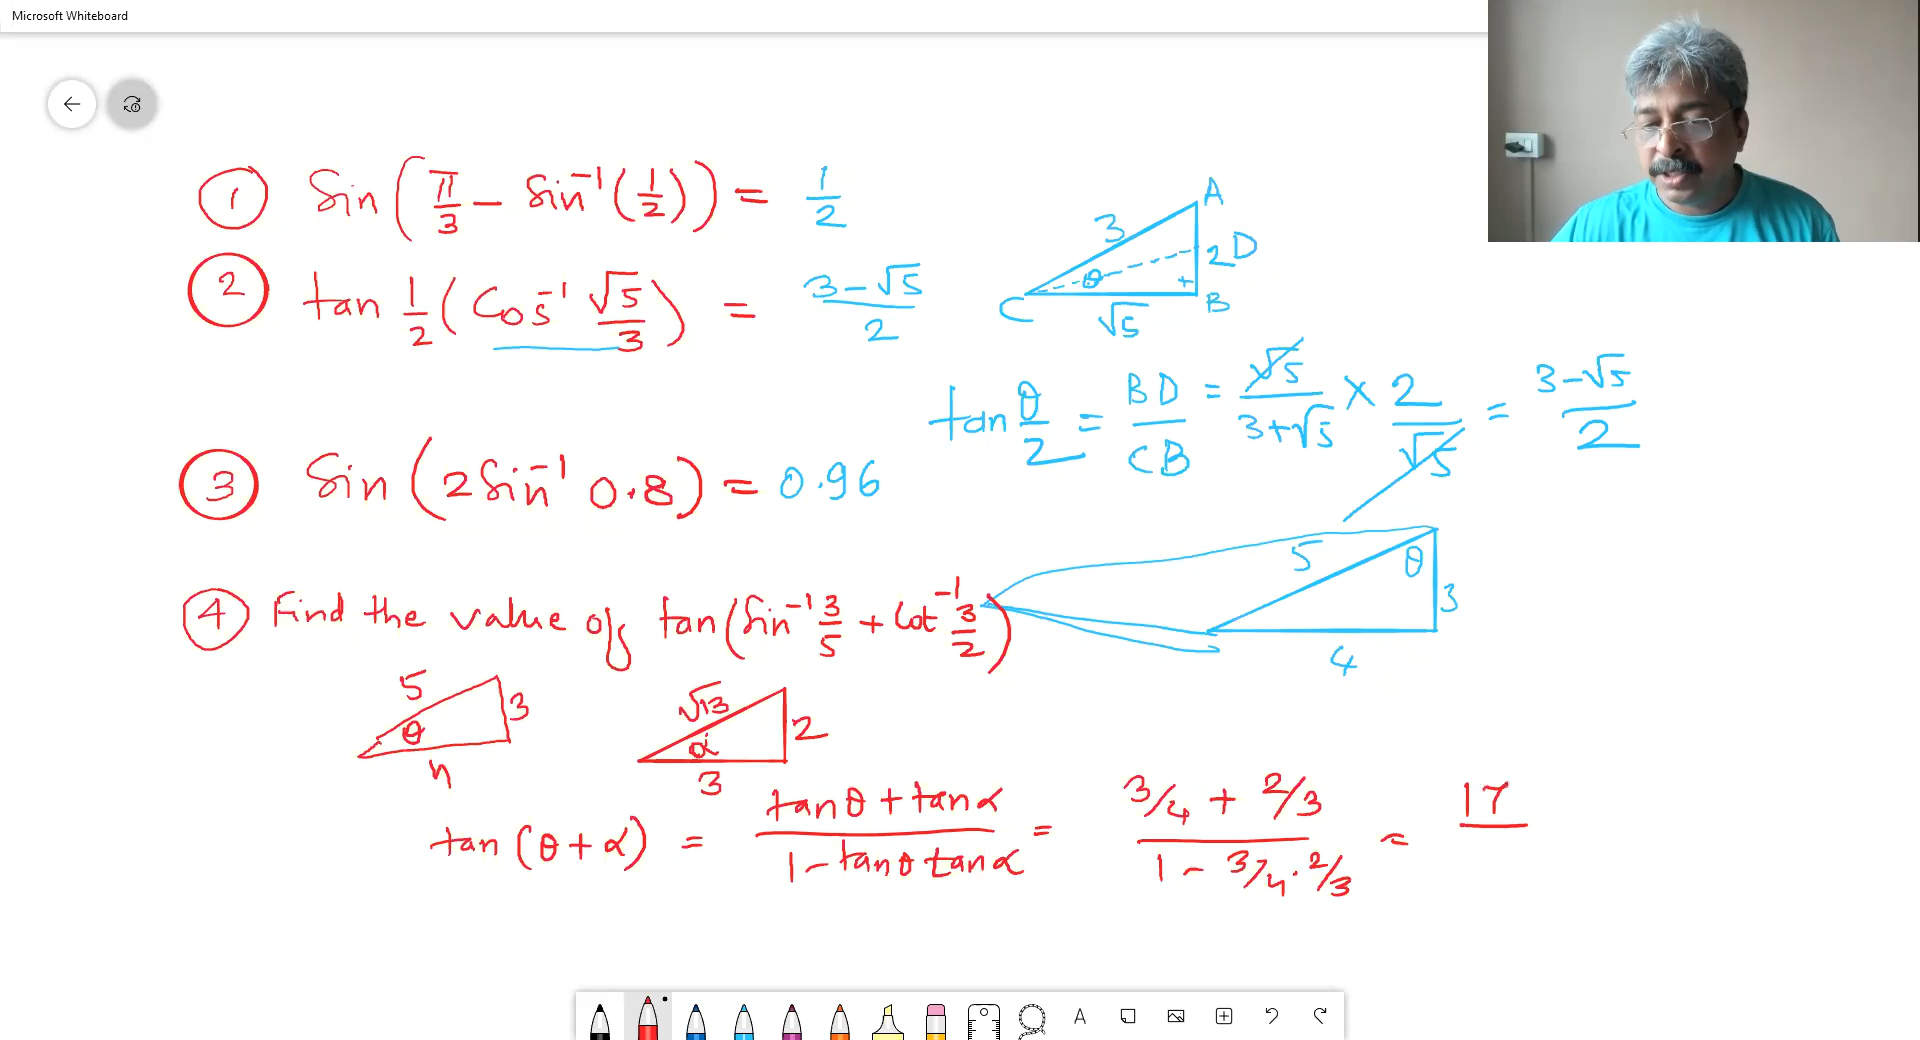 Microsoft Whiteboard
① Sin(π/3 − Sin⁻¹(1/2)) = 1/2
② tan 1/2 (Cos⁻¹ √5/3) = 3−√5/2
A
3
2 D
θ
C
B
√5
tan θ/2 = BD/CB = √5/3+√5 × 2/√5 = 3−√5/2
③ Sin(2Sin⁻¹ 0.8) = 0.96
5
θ
3
4
④ Find the value of tan(Sin⁻¹ 3/5 + Cot⁻¹ 3/2)
5
3
θ
4
√13
2
α
3
tan(θ+α) = tanθ + tanα / 1−tanθ tanα = 3/4 + 2/3 / 1 − 3/4 · 2/3 = 17
A